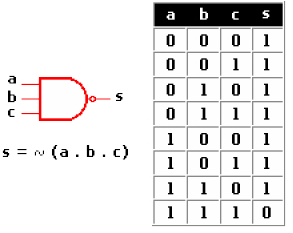 a
b
c
s
s = ~ (a . b . c)
a b c s
0 0 0 1
0 0 1 1
0 1 0 1
0 1 1 1
1 0 0 1
1 0 1 1
1 1 0 1
1 1 1 0